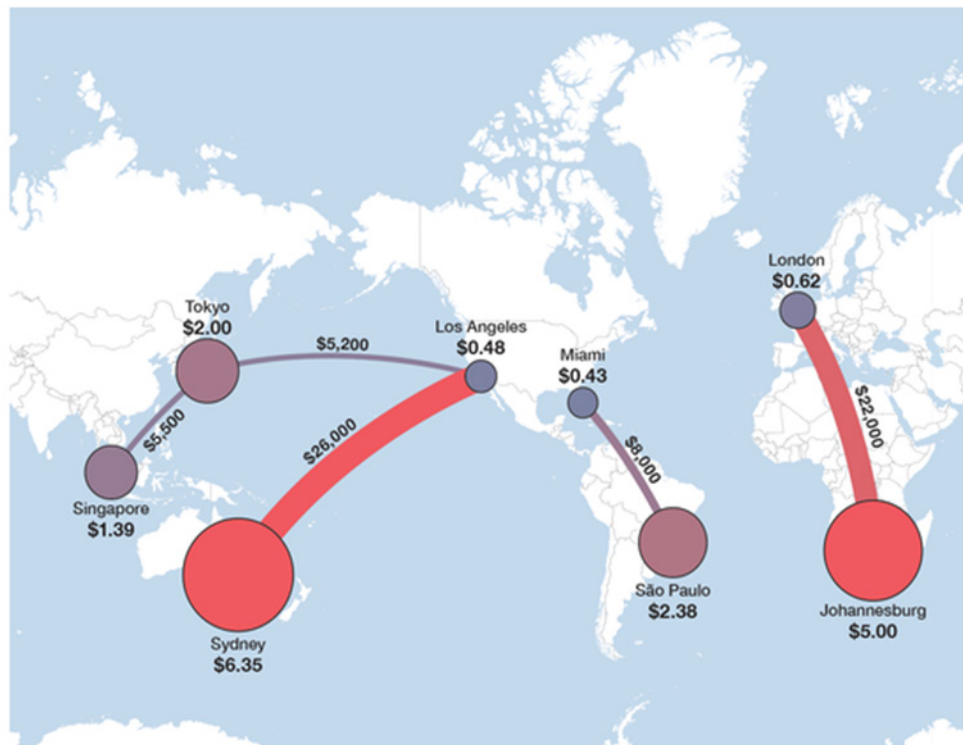 London
$0.62
Tokyo
$2.00
Los Angeles
$0.48
$5,200
Miami
$0.43
$5,500
$26,000
$8,000
$22,000
Singapore
$1.39
São Paulo
$2.38
Johannesburg
$5.00
Sydney
$6.35